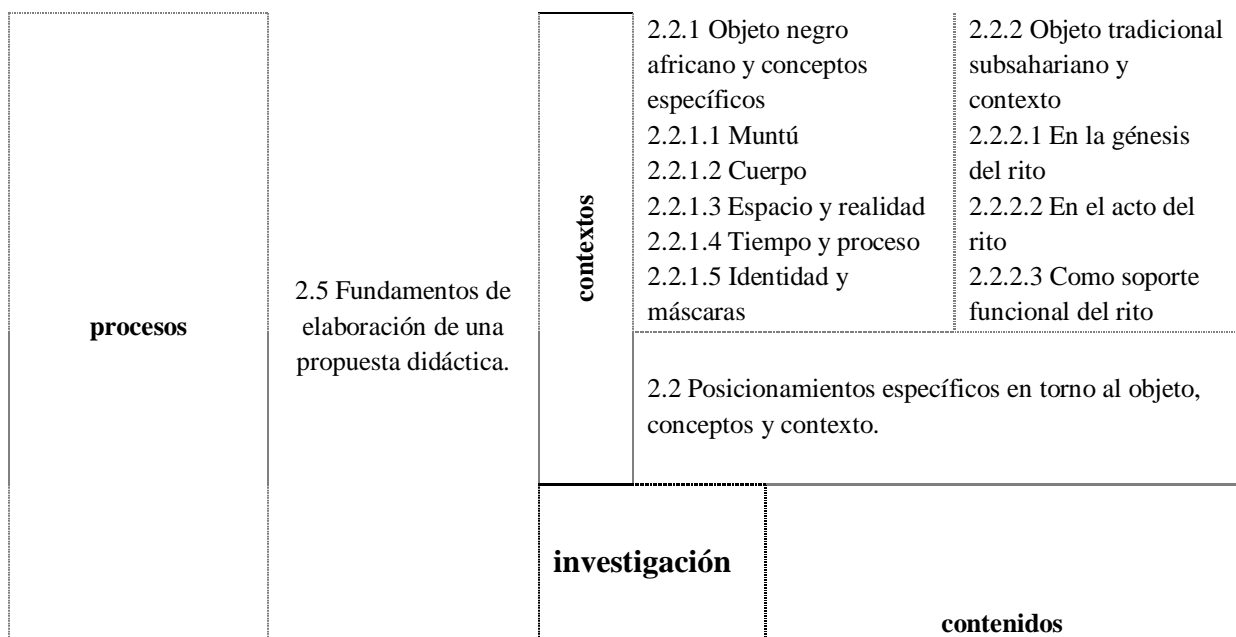 procesos
2.5 Fundamentos de
elaboración de una
propuesta didáctica.
contextos
2.2.1 Objeto negro
africano y conceptos
específicos
2.2.1.1 Muntú
2.2.1.2 Cuerpo
2.2.1.3 Espacio y realidad
2.2.1.4 Tiempo y proceso
2.2.1.5 Identidad y
máscaras
2.2.2 Objeto tradicional
subsahariano y
contexto
2.2.2.1 En la génesis
del rito
2.2.2.2 En el acto del
rito
2.2.2.3 Como soporte
funcional del rito
2.2 Posicionamientos específicos en torno al objeto,
conceptos y contexto.
investigación
contenidos